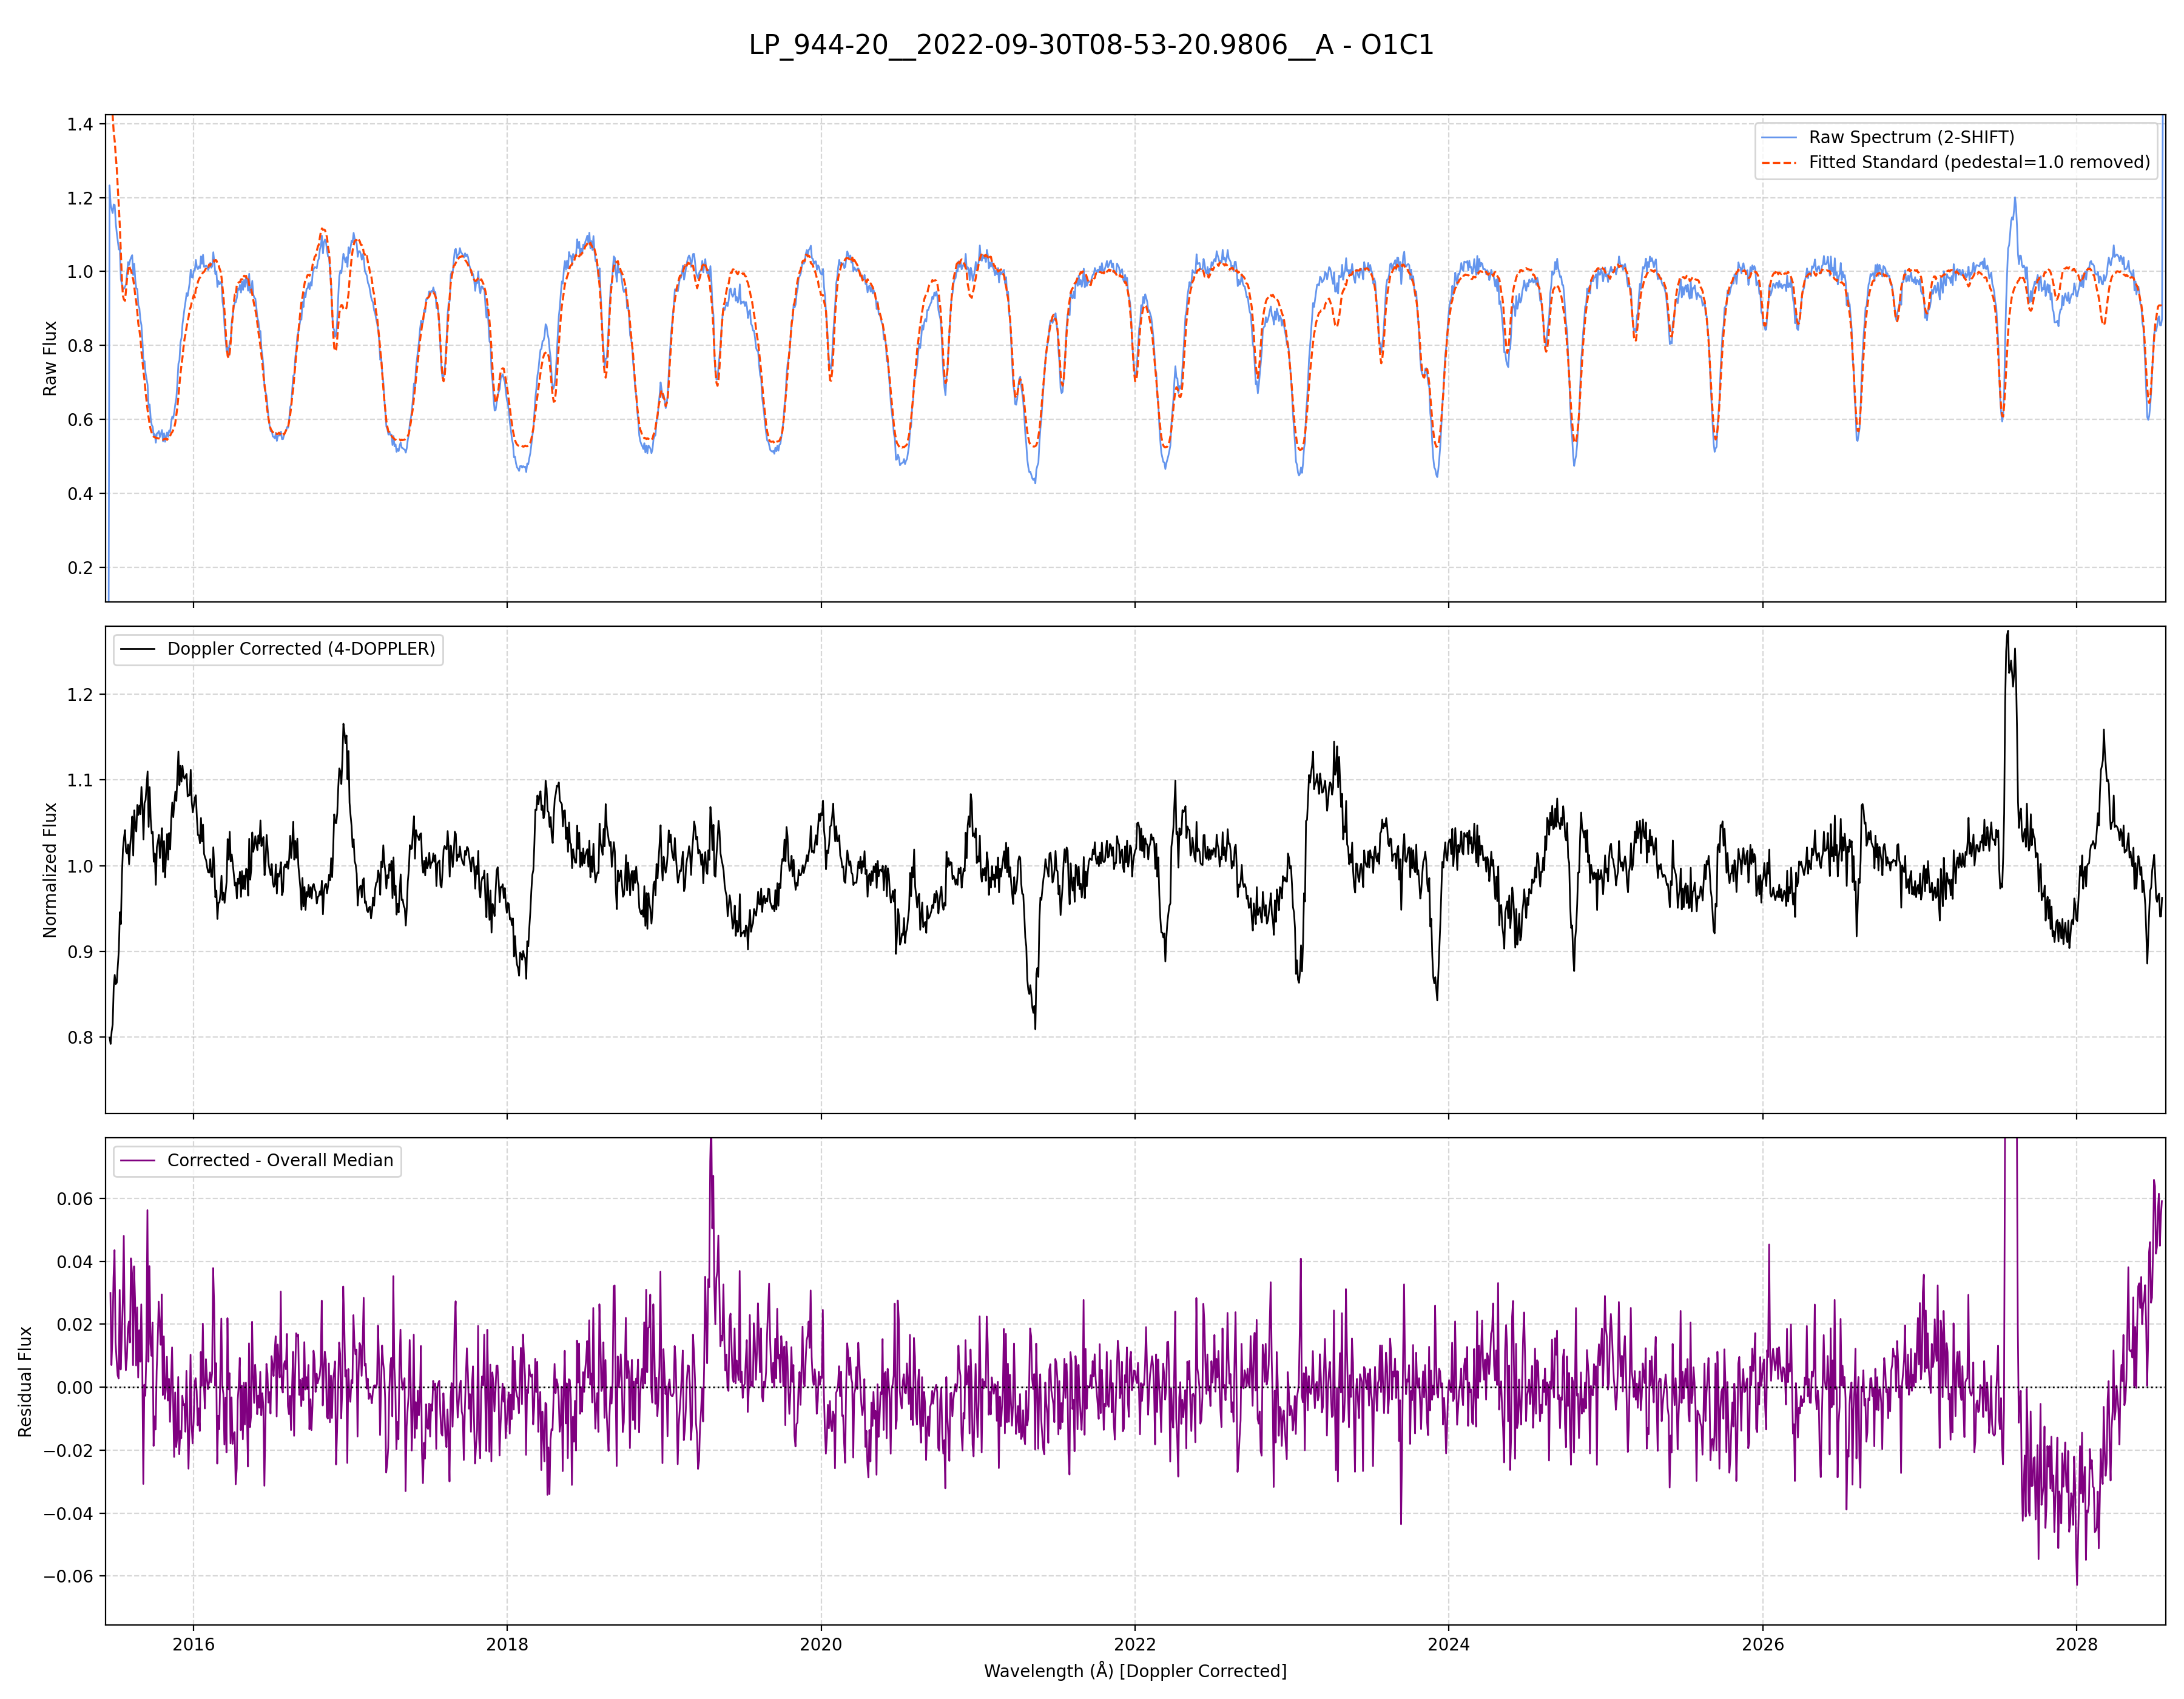 LP_944-20__2022-09-30T08-53-20.9806__A - O1C1
1.4
1.2
1.0
0.8
0.6
0.4
0.2
Raw Flux
Raw Spectrum (2-SHIFT)
Fitted Standard (pedestal=1.0 removed)
1.2
1.1
1.0
0.9
0.8
Normalized Flux
Doppler Corrected (4-DOPPLER)
0.06
0.04
0.02
0.00
−0.02
−0.04
−0.06
Residual Flux
Corrected - Overall Median
2016 2018 2020 2022 2024 2026 2028
Wavelength (Å) [Doppler Corrected]